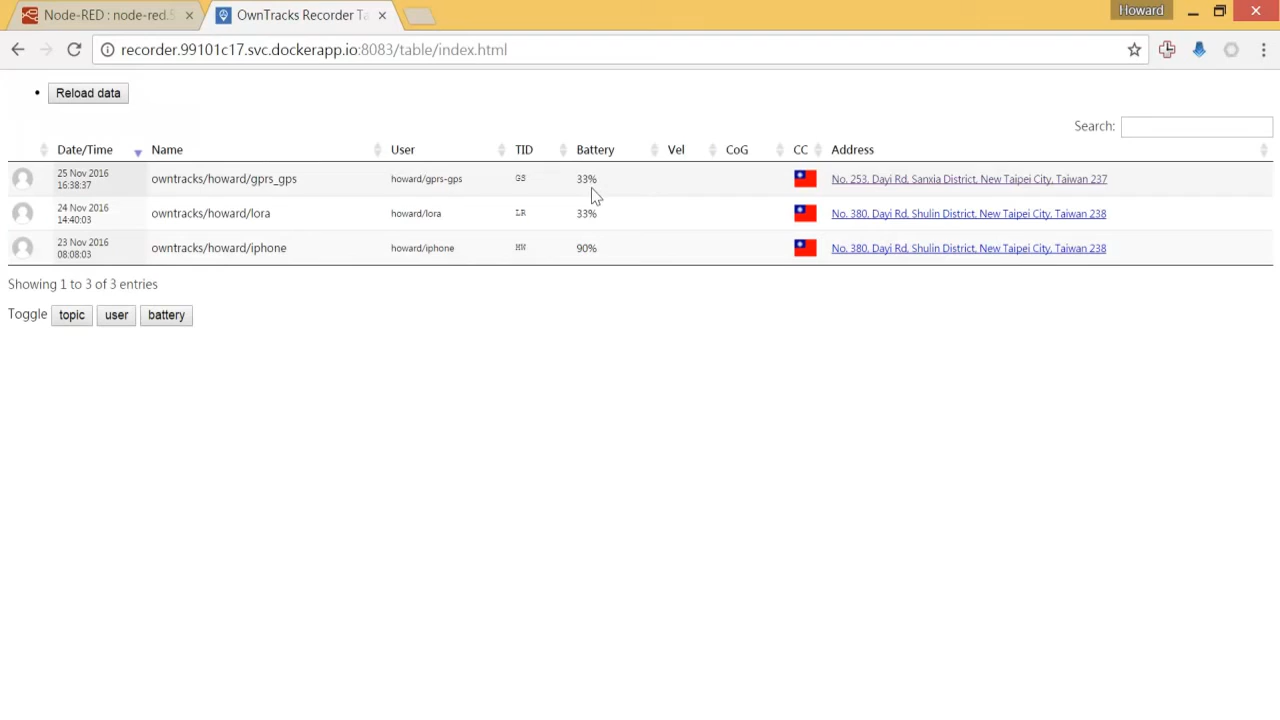 Node-RED : node-red.5
OwnTracks Recorder Ta
Howard
recorder.99101c17.svc.dockerapp.io:8083/table/index.html
Reload data
Search:
Date/Time Name User TID Battery Vel CoG CC Address
25 Nov 2016
16:38:37
owntracks/howard/gprs_gps howard/gprs-gps GS 33% No. 253, Dayi Rd, Sanxia District, New Taipei City, Taiwan 237
24 Nov 2016
14:40:03
owntracks/howard/lora howard/lora LR 33% No. 380, Dayi Rd, Shulin District, New Taipei City, Taiwan 238
23 Nov 2016
08:08:03
owntracks/howard/iphone howard/iphone 90% No. 380, Dayi Rd, Shulin District, New Taipei City, Taiwan 238
Showing 1 to 3 of 3 entries
Toggle topic user battery